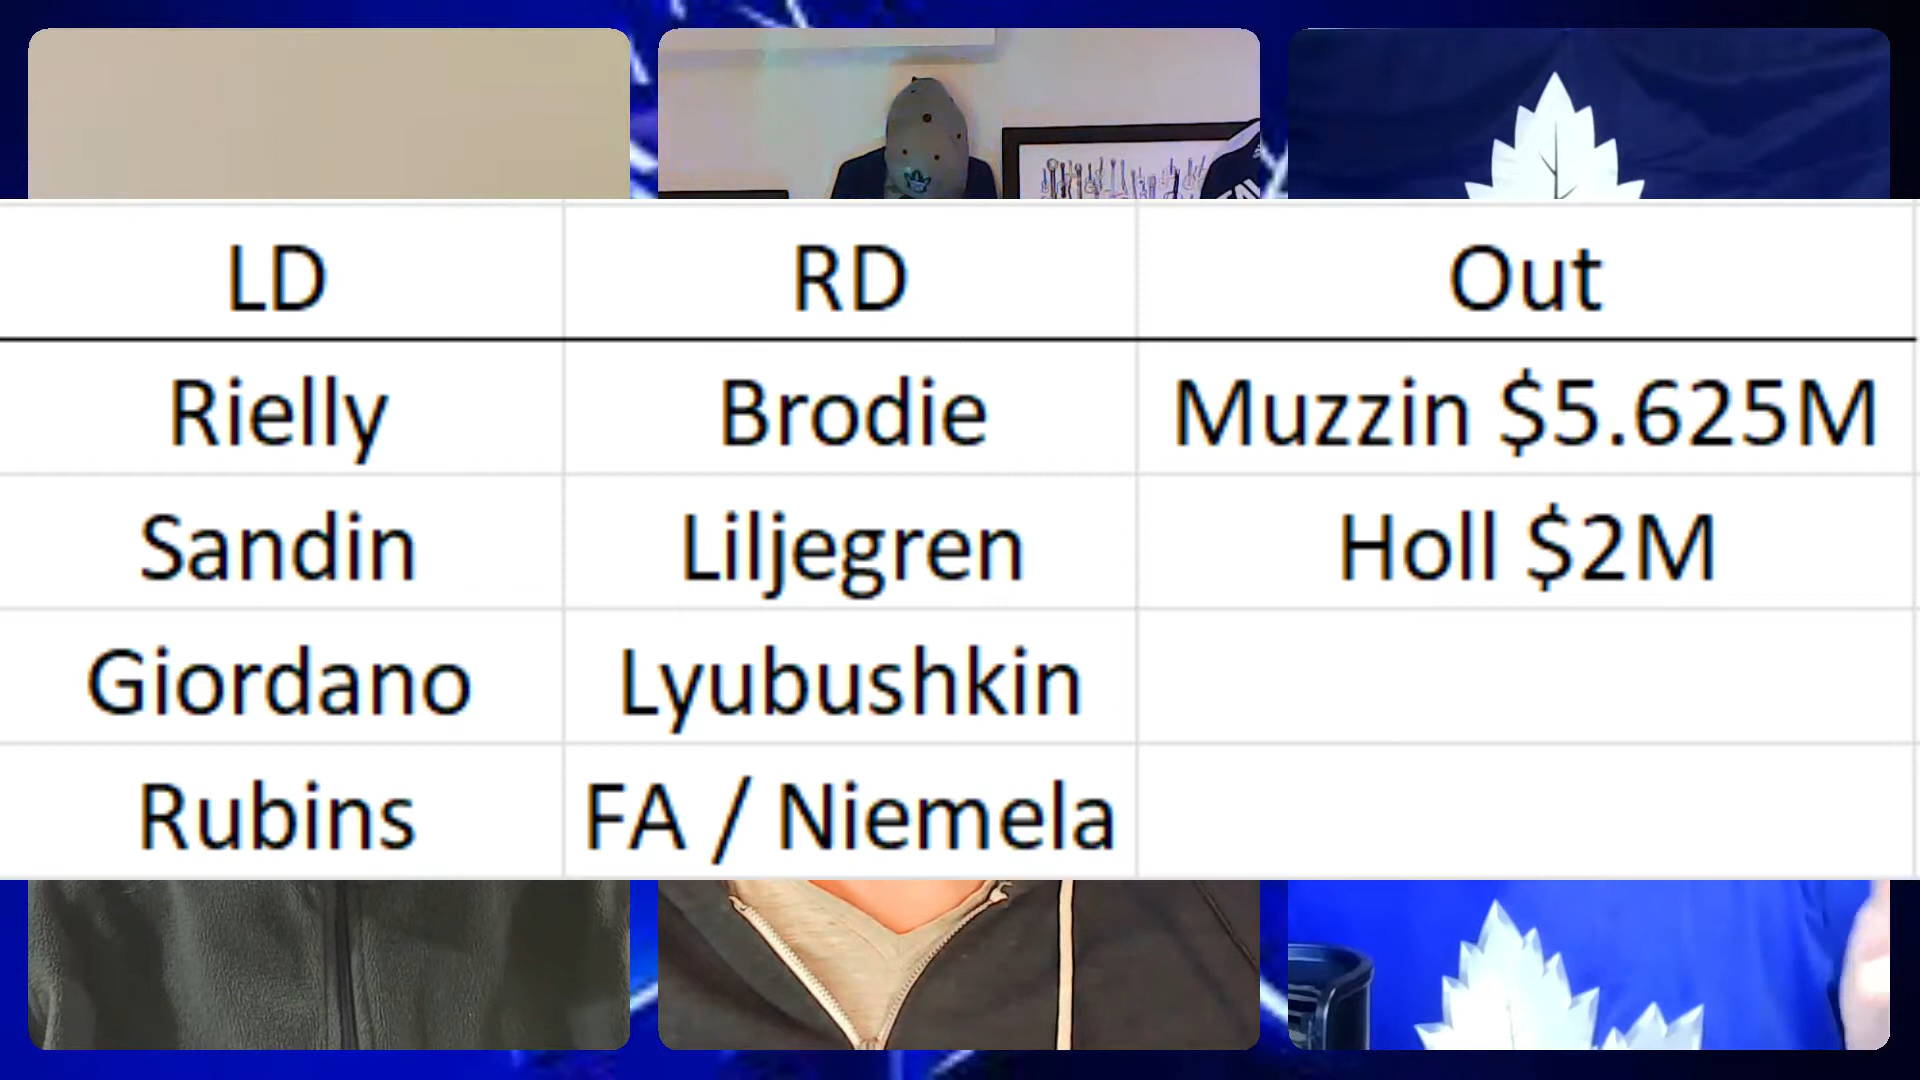 LD RD Out
Rielly Brodie Muzzin $5.625M
Sandin Liljegren Holl $2M
Giordano Lyubushkin
Rubins FA / Niemela